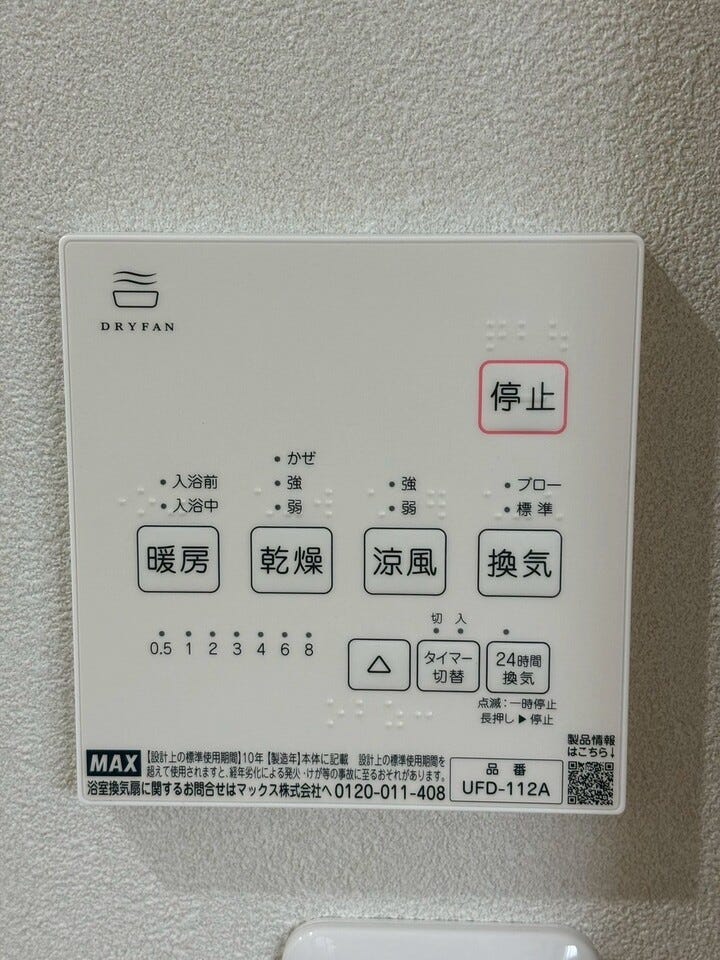 DRYFAN
停止
かぜ
入浴前 強 強 ブロー
入浴中 弱 弱 標準
暖房 乾燥 涼風 換気
切 入
0.5 1 2 3 4 6 8
△ タイマー切替 24時間換気
点滅:一時停止
長押し▶停止
製品情報
はこちら↓
MAX 【設計上の標準使用期間】10年【製造年】本体に記載 設計上の標準使用期間を
超えて使用されますと、経年劣化による発火・けが等の事故に至るおそれがあります。
浴室換気扇に関するお問合せはマックス株式会社へ 0120-011-408
品番
UFD-112A